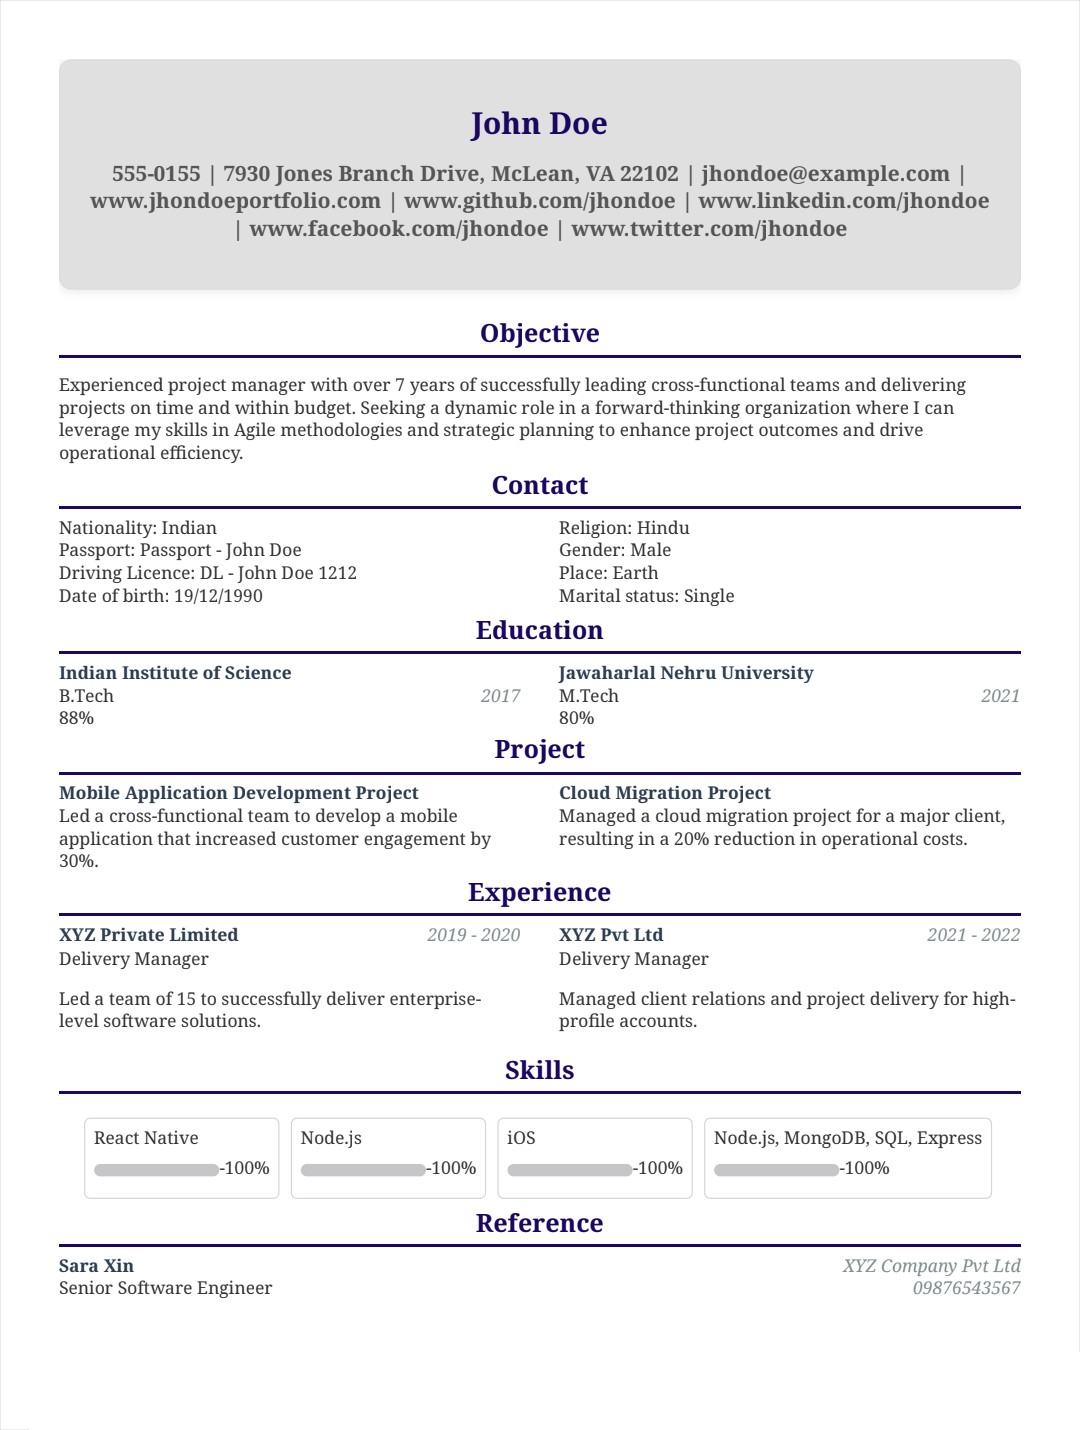 John Doe
555-0155 | 7930 Jones Branch Drive, McLean, VA 22102 | jhondoe@example.com |
www.jhondoeportfolio.com | www.github.com/jhondoe | www.linkedin.com/jhondoe
| www.facebook.com/jhondoe | www.twitter.com/jhondoe
Objective
Experienced project manager with over 7 years of successfully leading cross-functional teams and delivering
projects on time and within budget. Seeking a dynamic role in a forward-thinking organization where I can
leverage my skills in Agile methodologies and strategic planning to enhance project outcomes and drive
operational efficiency.
Contact
Nationality: Indian
Passport: Passport - John Doe
Driving Licence: DL - John Doe 1212
Date of birth: 19/12/1990
Religion: Hindu
Gender: Male
Place: Earth
Marital status: Single
Education
Indian Institute of Science
B.Tech 2017
88%
Jawaharlal Nehru University
M.Tech 2021
80%
Project
Mobile Application Development Project
Led a cross-functional team to develop a mobile
application that increased customer engagement by
30%.
Cloud Migration Project
Managed a cloud migration project for a major client,
resulting in a 20% reduction in operational costs.
Experience
XYZ Private Limited 2019 - 2020
Delivery Manager
Led a team of 15 to successfully deliver enterprise-
level software solutions.
XYZ Pvt Ltd 2021 - 2022
Delivery Manager
Managed client relations and project delivery for high-
profile accounts.
Skills
React Native
-100%
Node.js
-100%
iOS
-100%
Node.js, MongoDB, SQL, Express
-100%
Reference
Sara Xin XYZ Company Pvt Ltd
Senior Software Engineer 09876543567